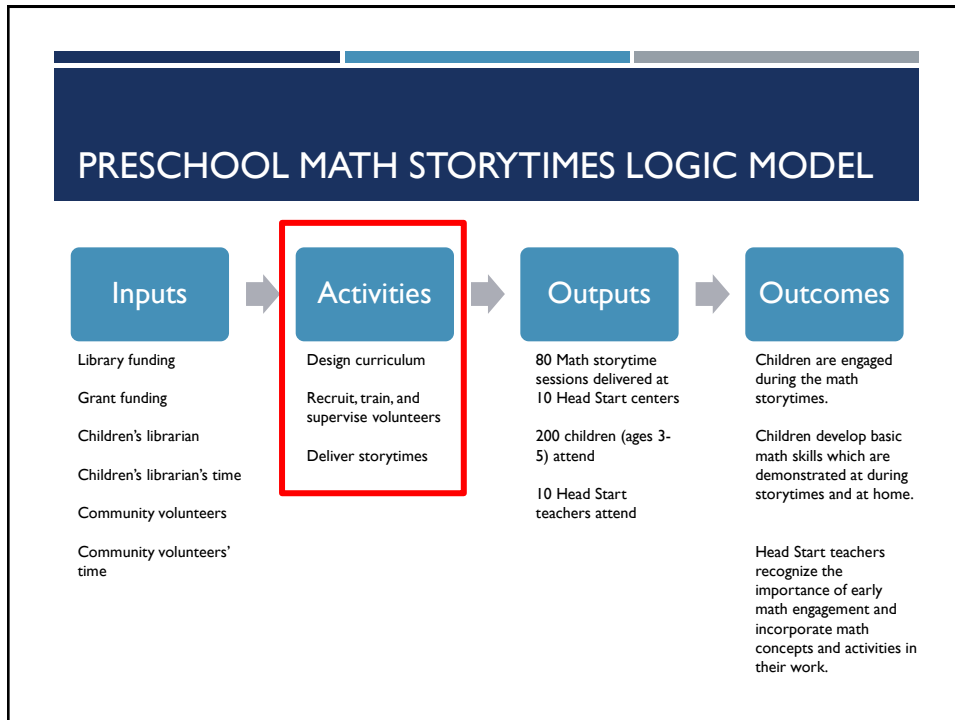 PRESCHOOL MATH STORYTIMES LOGIC MODEL
Inputs
Library funding
Grant funding
Children's librarian
Children's librarian's time
Community volunteers
Community volunteers'
time
Activities
Design curriculum
Recruit, train, and
supervise volunteers
Deliver storytimes
Outputs
80 Math storytime
sessions delivered at
10 Head Start centers
200 children (ages 3-
5) attend
10 Head Start
teachers attend
Outcomes
Children are engaged
during the math
storytimes.
Children develop basic
math skills which are
demonstrated at during
storytimes and at home.
Head Start teachers
recognize the
importance of early
math engagement and
incorporate math
concepts and activities in
their work.